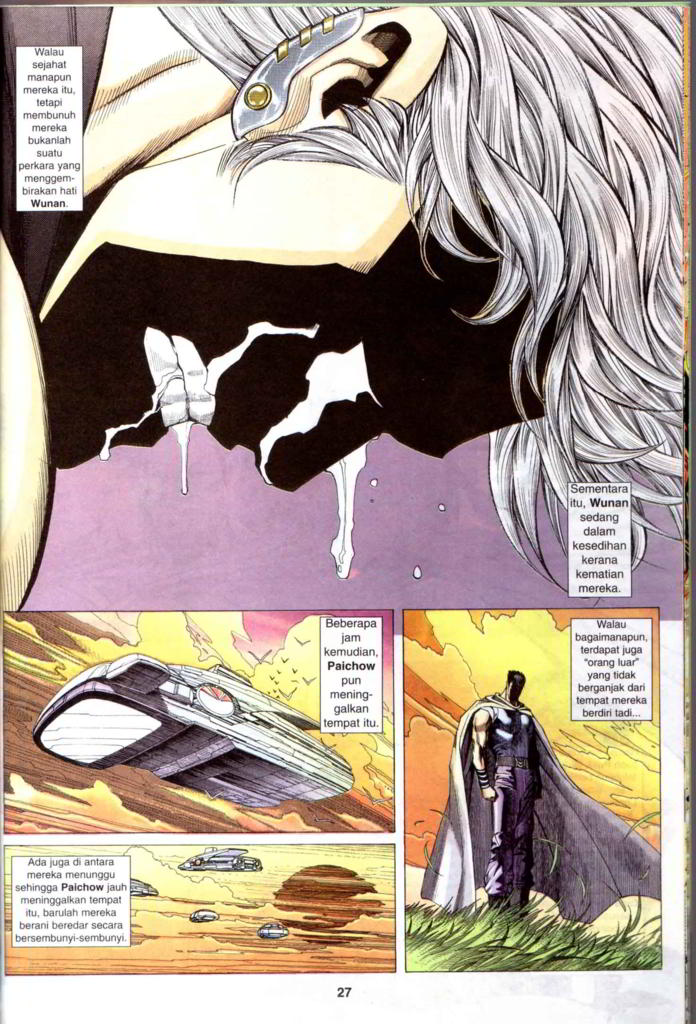 Walau
sejahat
manapun
mereka itu,
tetapi
membunuh
mereka
bukanlah
suatu
perkara yang
menggem-
birakan hati
Wunan.
Sementara
itu, Wunan
sedang
dalam
kesedihan
kerana
kematian
mereka.
Beberapa
jam
kemudian,
Paichow
pun
mening-
galkan
tempat itu.
Walau
bagaimanapun,
terdapat juga
"orang luar"
yang tidak
berganjak dari
tempat mereka
berdiri tadi...
Ada juga di antara
mereka menunggu
sehingga Paichow jauh
meninggalkan tempat
itu, barulah mereka
berani beredar secara
bersembunyi-sembunyi.
27